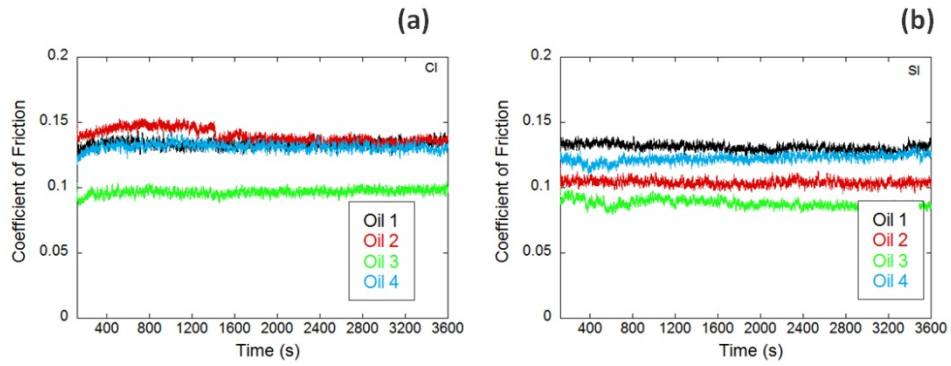 (a)
0.2
CI
0.15
0.1
0.05
0
Coefficient of Friction
Oil 1
Oil 2
Oil 3
Oil 4
400 800 1200 1600 2000 2400 2800 3200 3600
Time (s)
(b)
0.2
SI
0.15
0.1
0.05
0
Coefficient of Friction
Oil 1
Oil 2
Oil 3
Oil 4
400 800 1200 1600 2000 2400 2800 3200 3600
Time (s)